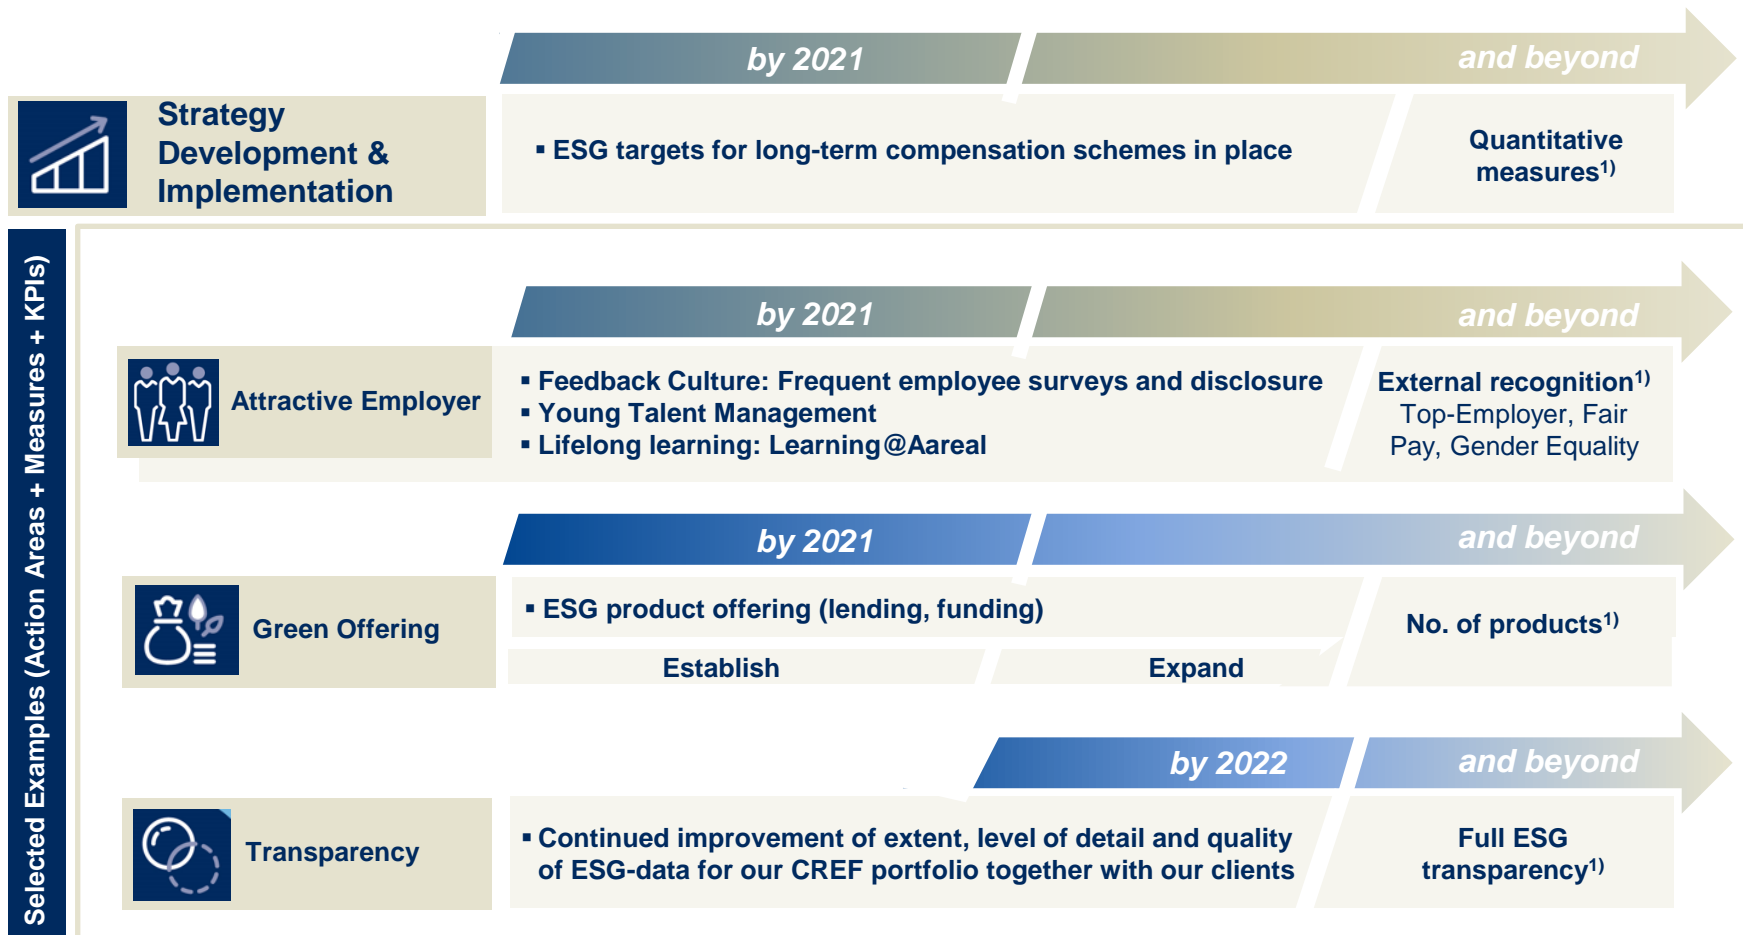 by 2021
and beyond
Strategy
Development &
Implementation
▪ ESG targets for long-term compensation schemes in place
Quantitative
measures1)
Selected Examples (Action Areas + Measures + KPIs)
by 2021
and beyond
Attractive Employer
▪ Feedback Culture: Frequent employee surveys and disclosure
▪ Young Talent Management
▪ Lifelong learning: Learning@Aareal
External recognition1)
Top-Employer, Fair
Pay, Gender Equality
by 2021
and beyond
Green Offering
▪ ESG product offering (lending, funding)
Establish
Expand
No. of products1)
by 2022
and beyond
Transparency
▪ Continued improvement of extent, level of detail and quality
of ESG-data for our CREF portfolio together with our clients
Full ESG
transparency1)